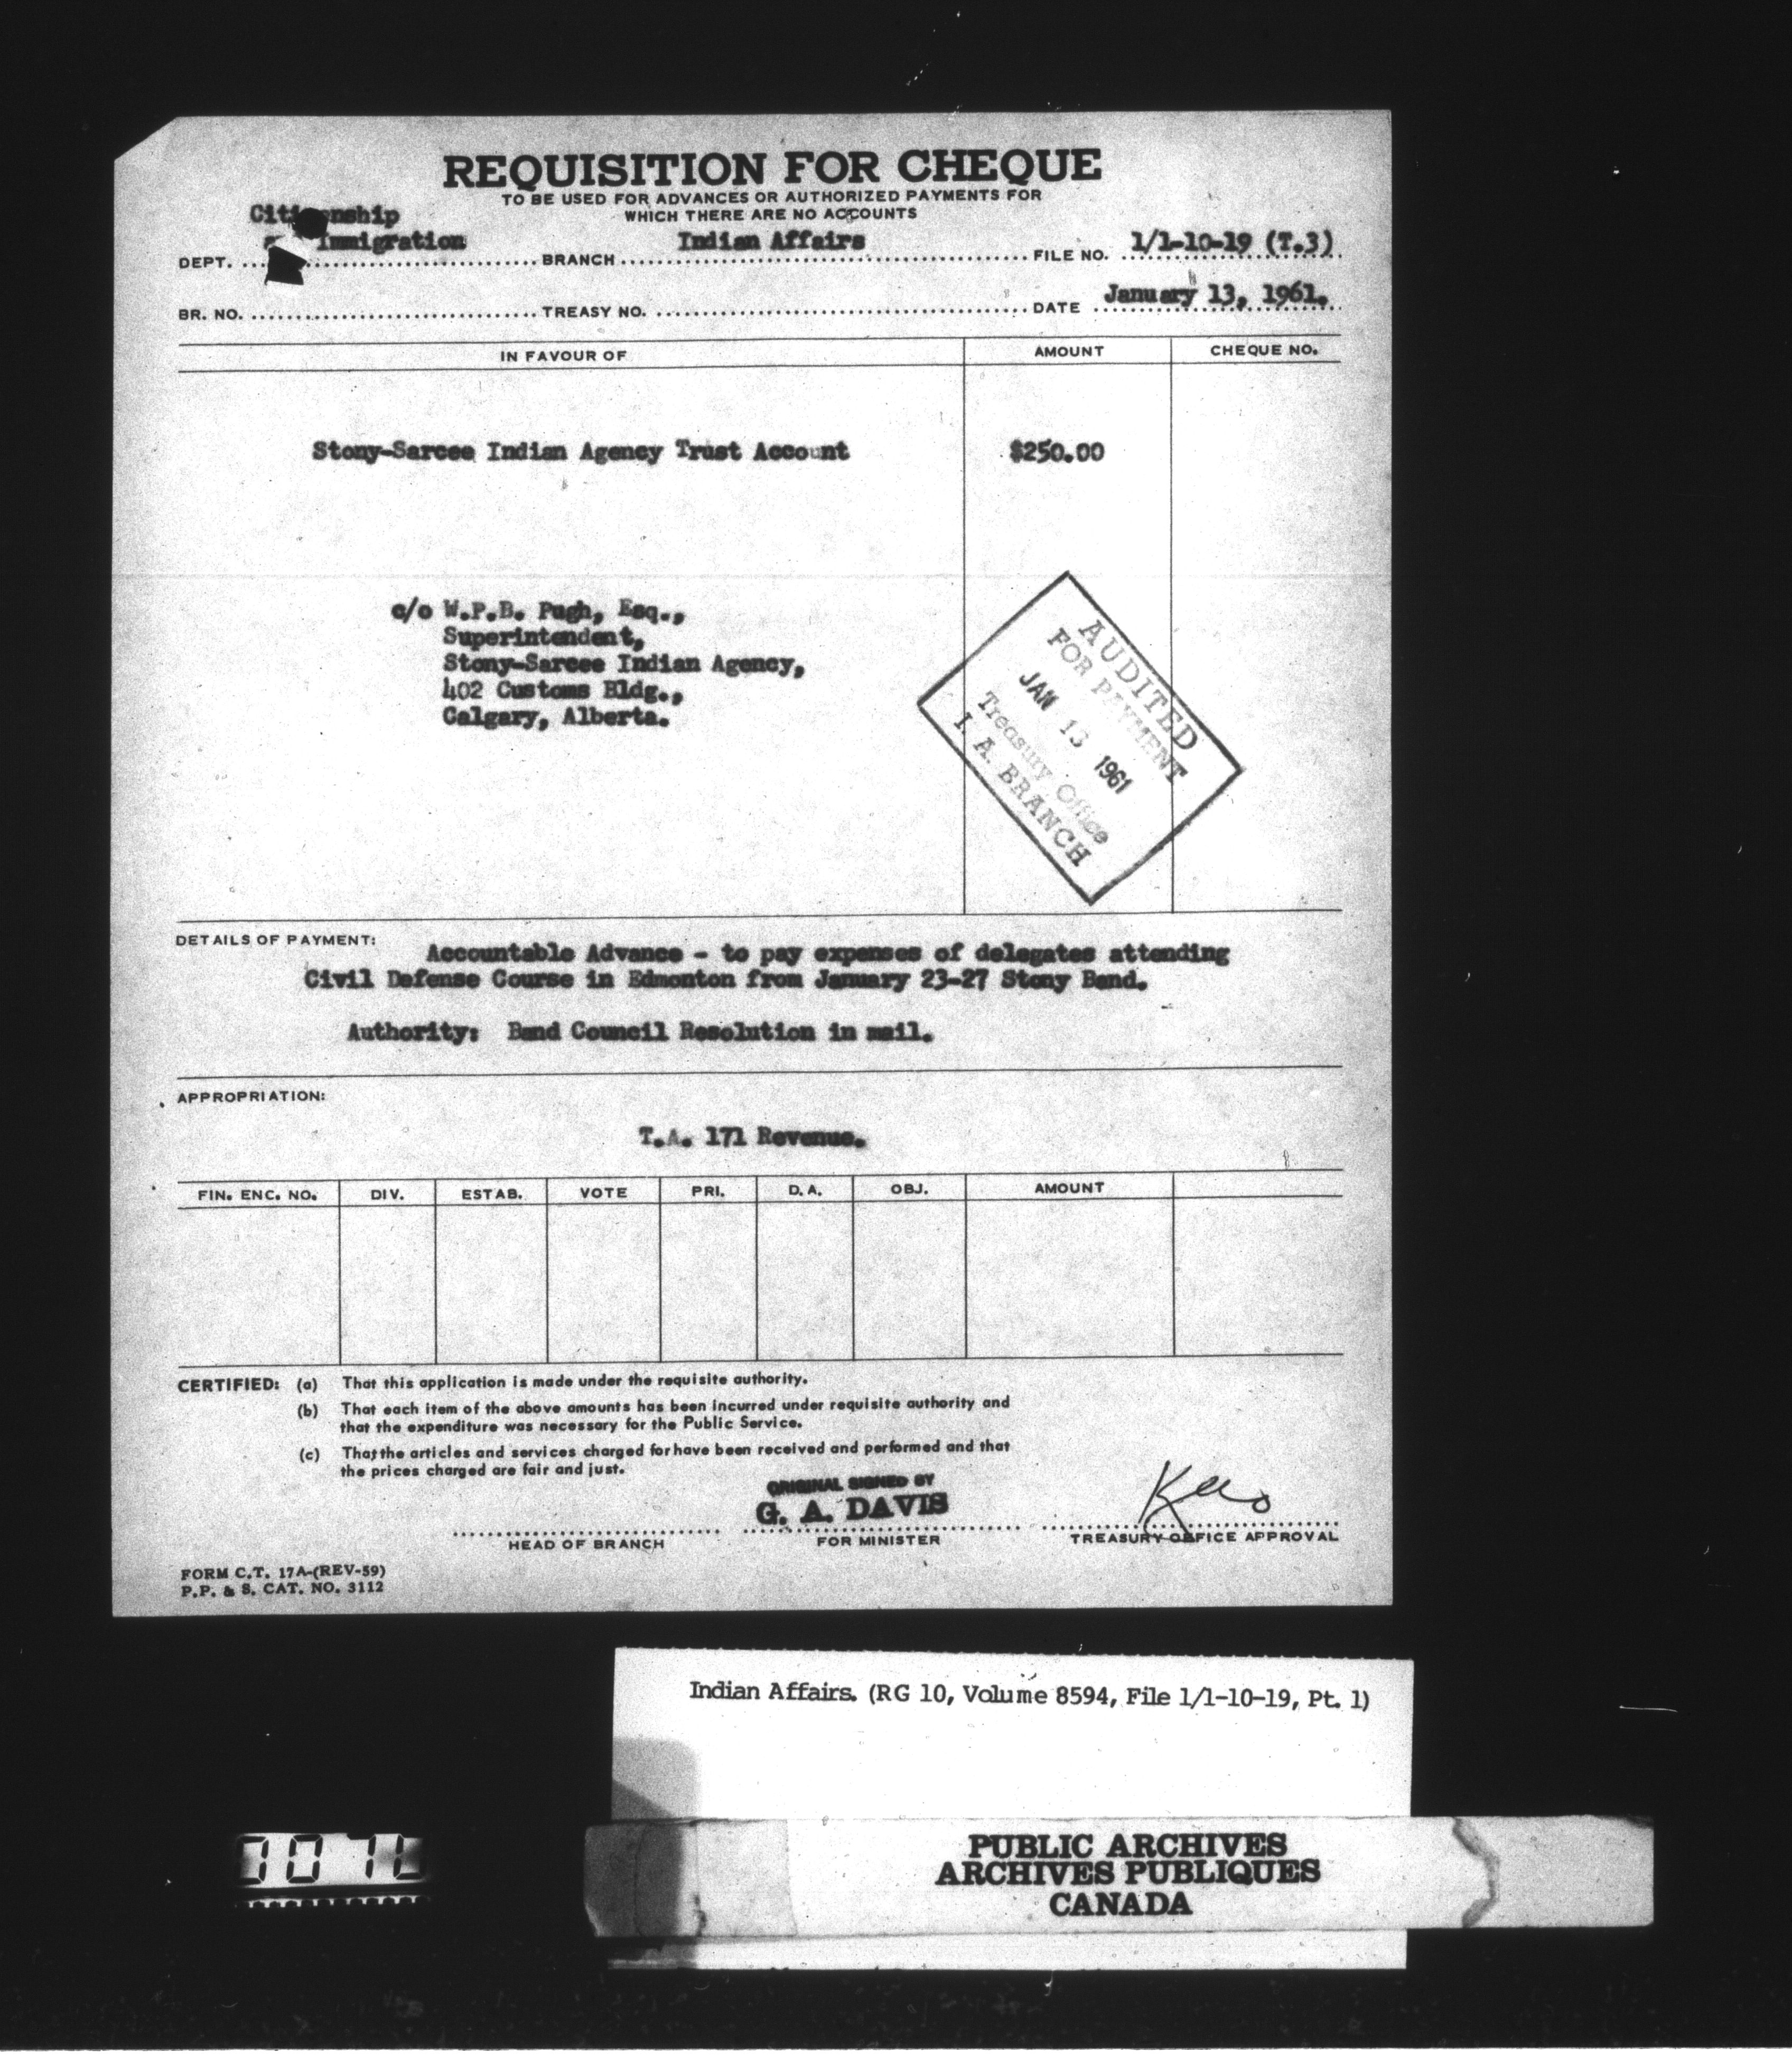 REQUISITION FOR CHEQUE
TO BE USED FOR ADVANCES OR AUTHORIZED PAYMENTS FOR
WHICH THERE ARE NO ACCOUNTS
Citizenship
Immigration
Indian Affairs
1/1-10-19 (T.3)
DEPT. BRANCH FILE NO.
January 13, 1961.
BR. NO. TREASY NO. DATE
IN FAVOUR OF AMOUNT CHEQUE NO.
Stony-Sarcee Indian Agency Trust Account $250.00
c/o W.P.B. Pugh, Esq.,
Superintendent,
Stony-Sarcee Indian Agency,
402 Customs Bldg.,
Calgary, Alberta.
AUDITED
FOR PAYMENT
JAN 13 1961
Treasury Office
I. A. BRANCH
DETAILS OF PAYMENT: Accountable Advance - to pay expenses of delegates attending
Civil Defense Course in Edmonton from January 23-27 Stony Band.
Authority: Band Council Resolution in mail.
APPROPRIATION:
T.A. 171 Revenue.
FIN. ENC. NO. DIV. ESTAB. VOTE PRI. D.A. OBJ. AMOUNT
CERTIFIED: (a) That this application is made under the requisite authority.
(b) That each item of the above amounts has been incurred under requisite authority and
that the expenditure was necessary for the Public Service.
(c) That the articles and services charged for have been received and performed and that
the prices charged are fair and just.
ORIGINAL SIGNED BY
G. A. DAVIS
HEAD OF BRANCH FOR MINISTER TREASURY OFFICE APPROVAL
FORM C.T. 17A-(REV-59)
P.P. & S. CAT. NO. 3112
Indian Affairs. (RG 10, Volume 8594, File 1/1-10-19, Pt. 1)
PUBLIC ARCHIVES
ARCHIVES PUBLIQUES
CANADA